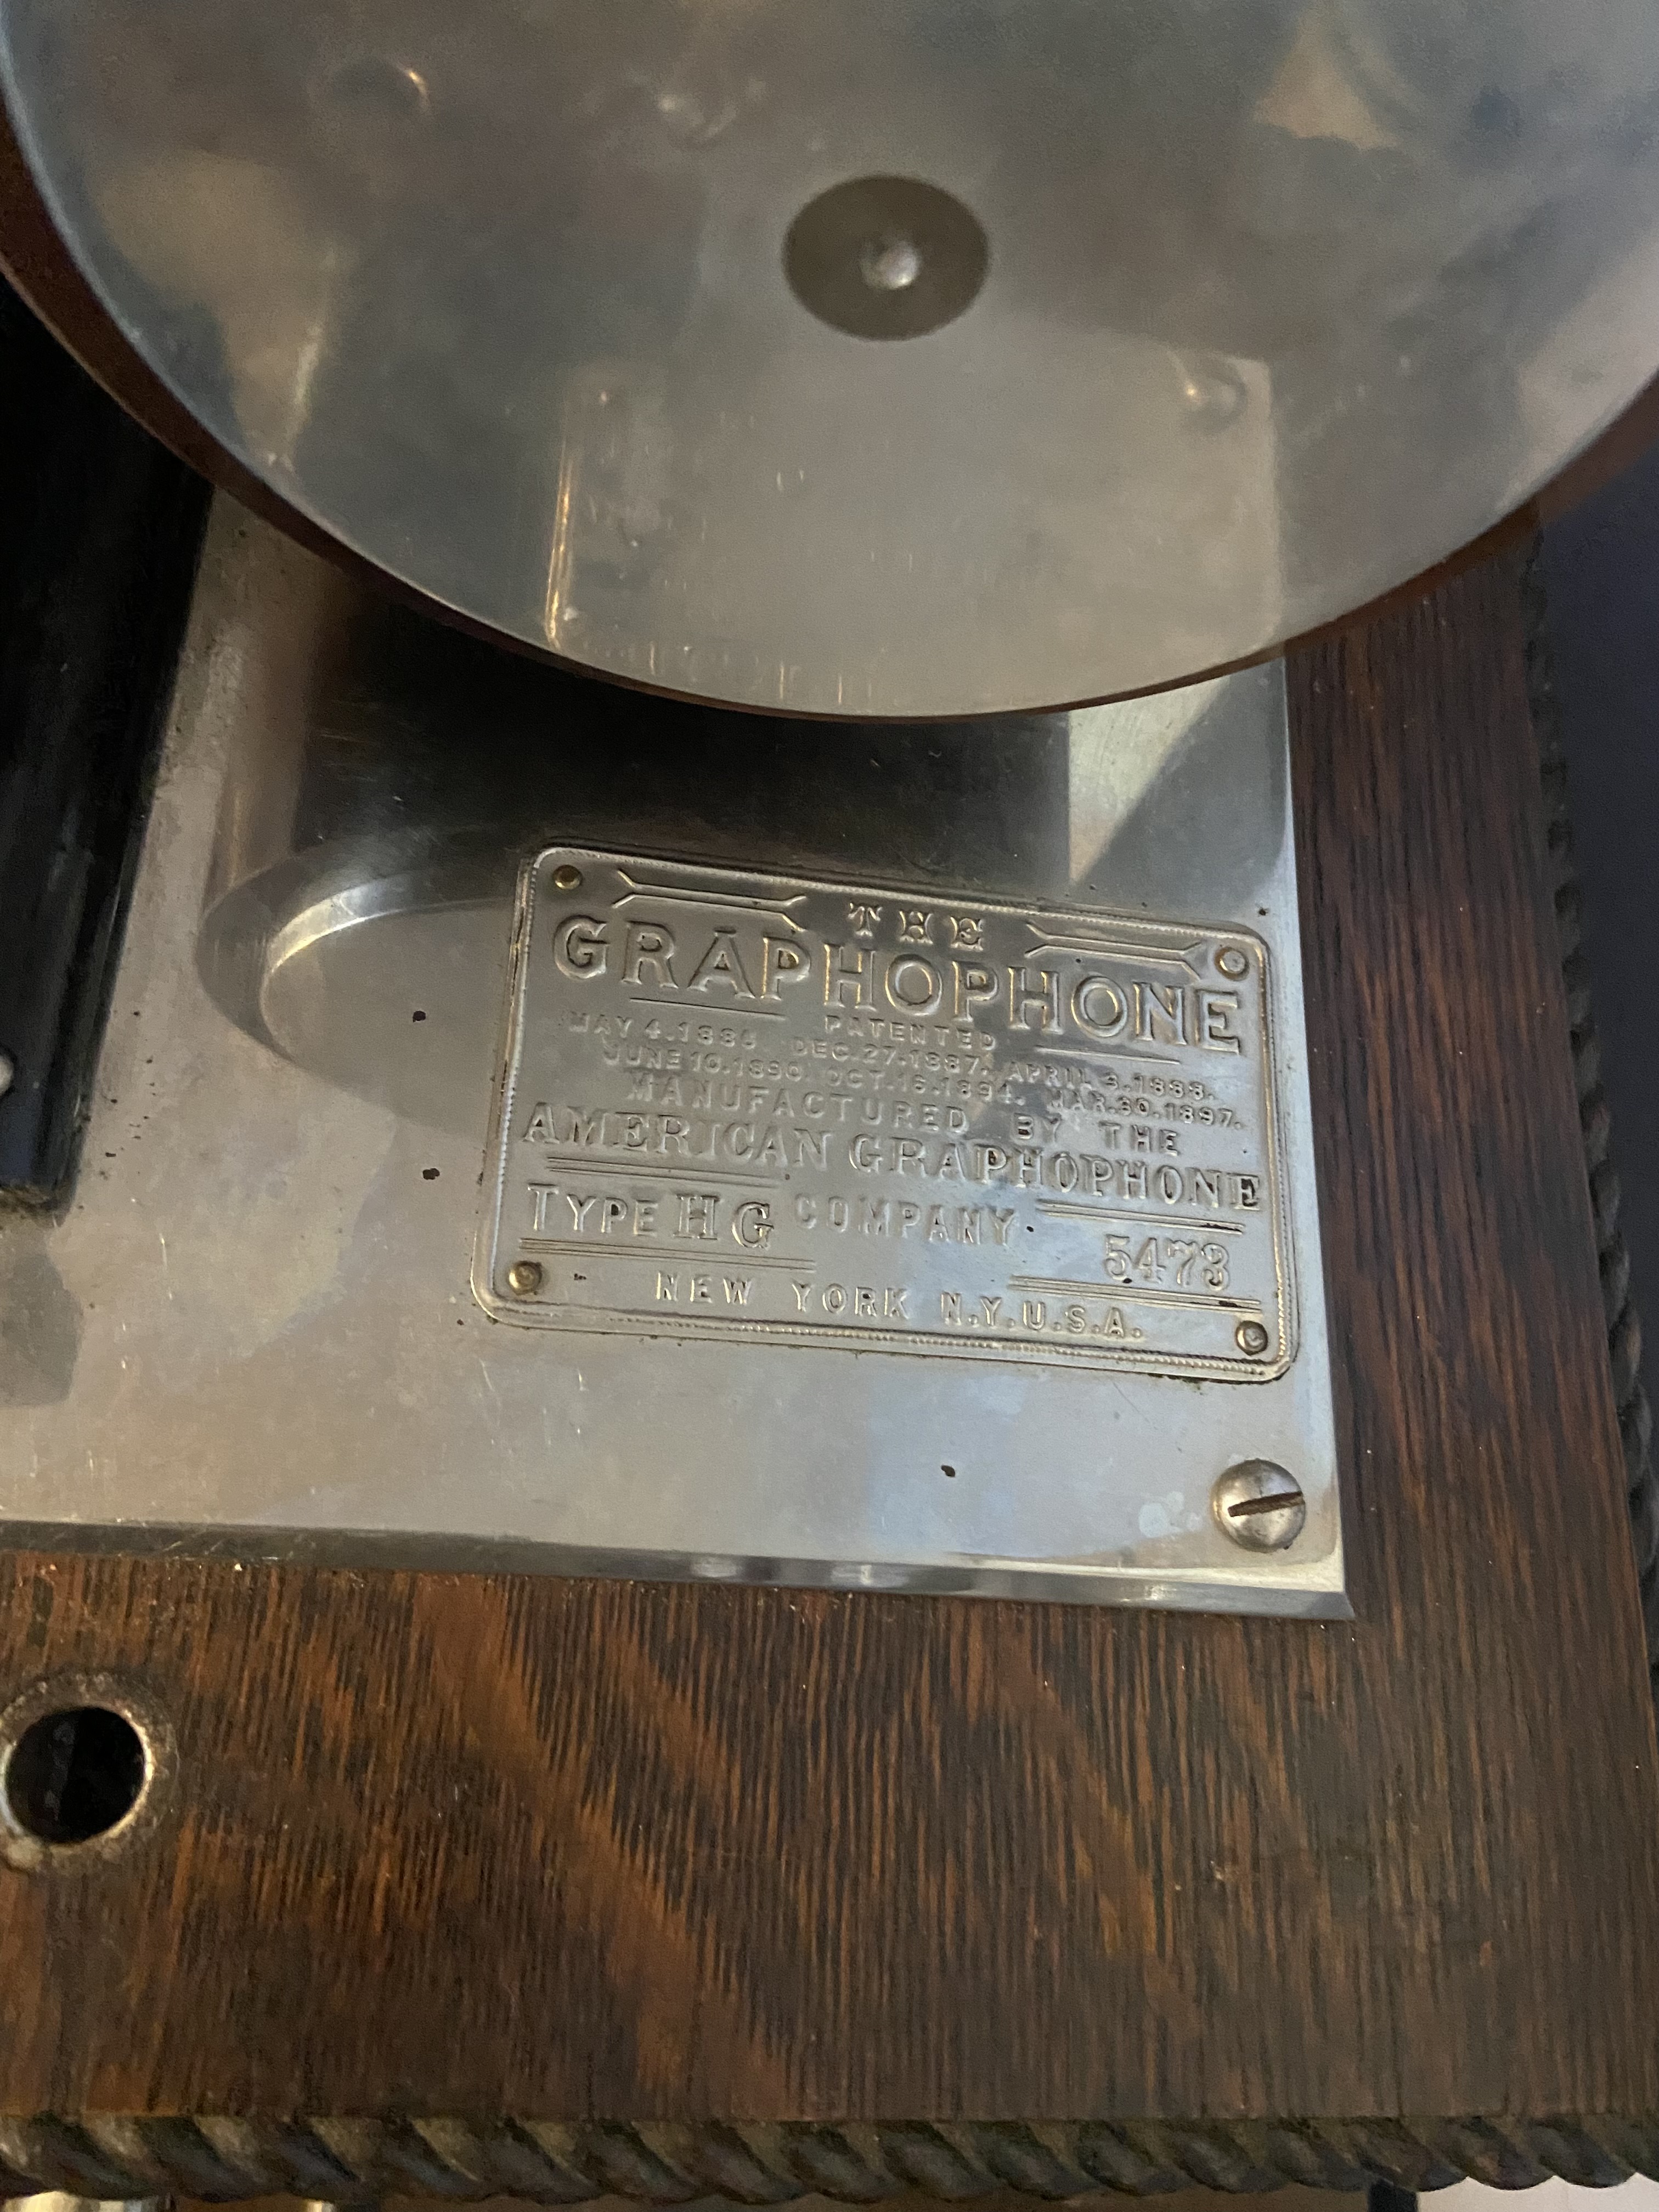 THE
GRAPHOPHONE
PATENTED
MAY 4.1886. DEC.27.1887. APRIL 3.1888.
JUNE 10.1890. OCT.16.1894. MAR.30.1897.
MANUFACTURED BY THE
AMERICAN GRAPHOPHONE
TYPE HG COMPANY. 5473
NEW YORK N.Y.U.S.A.